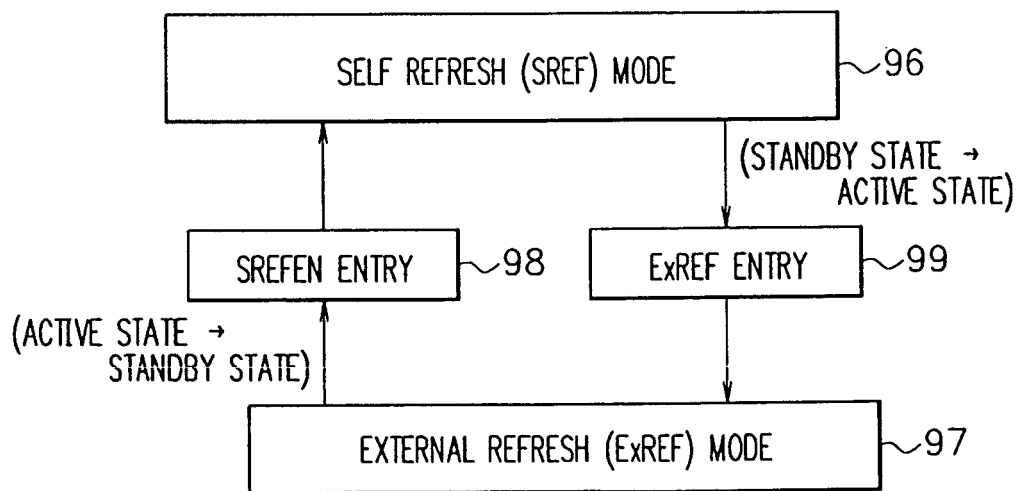 SELF REFRESH (SREF) MODE
96
(STANDBY STATE →
ACTIVE STATE)
SREFEN ENTRY
98
ExREF ENTRY
99
(ACTIVE STATE →
STANDBY STATE)
EXTERNAL REFRESH (ExREF) MODE
97